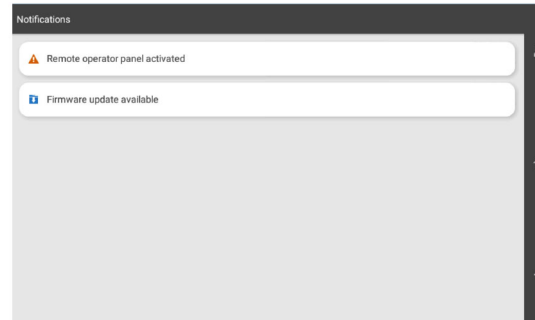 Notifications
Remote operator panel activated
Firmware update available